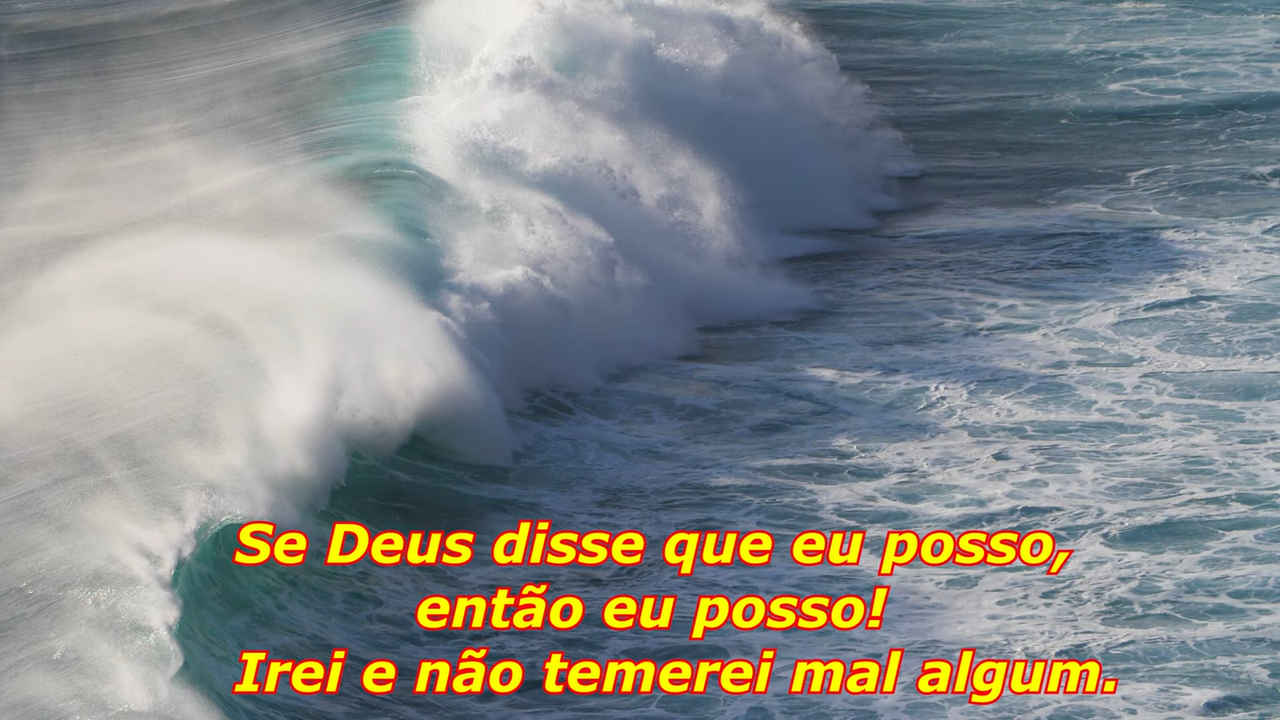 Se Deus disse que eu posso,
então eu posso!
Irei e não temerei mal algum.